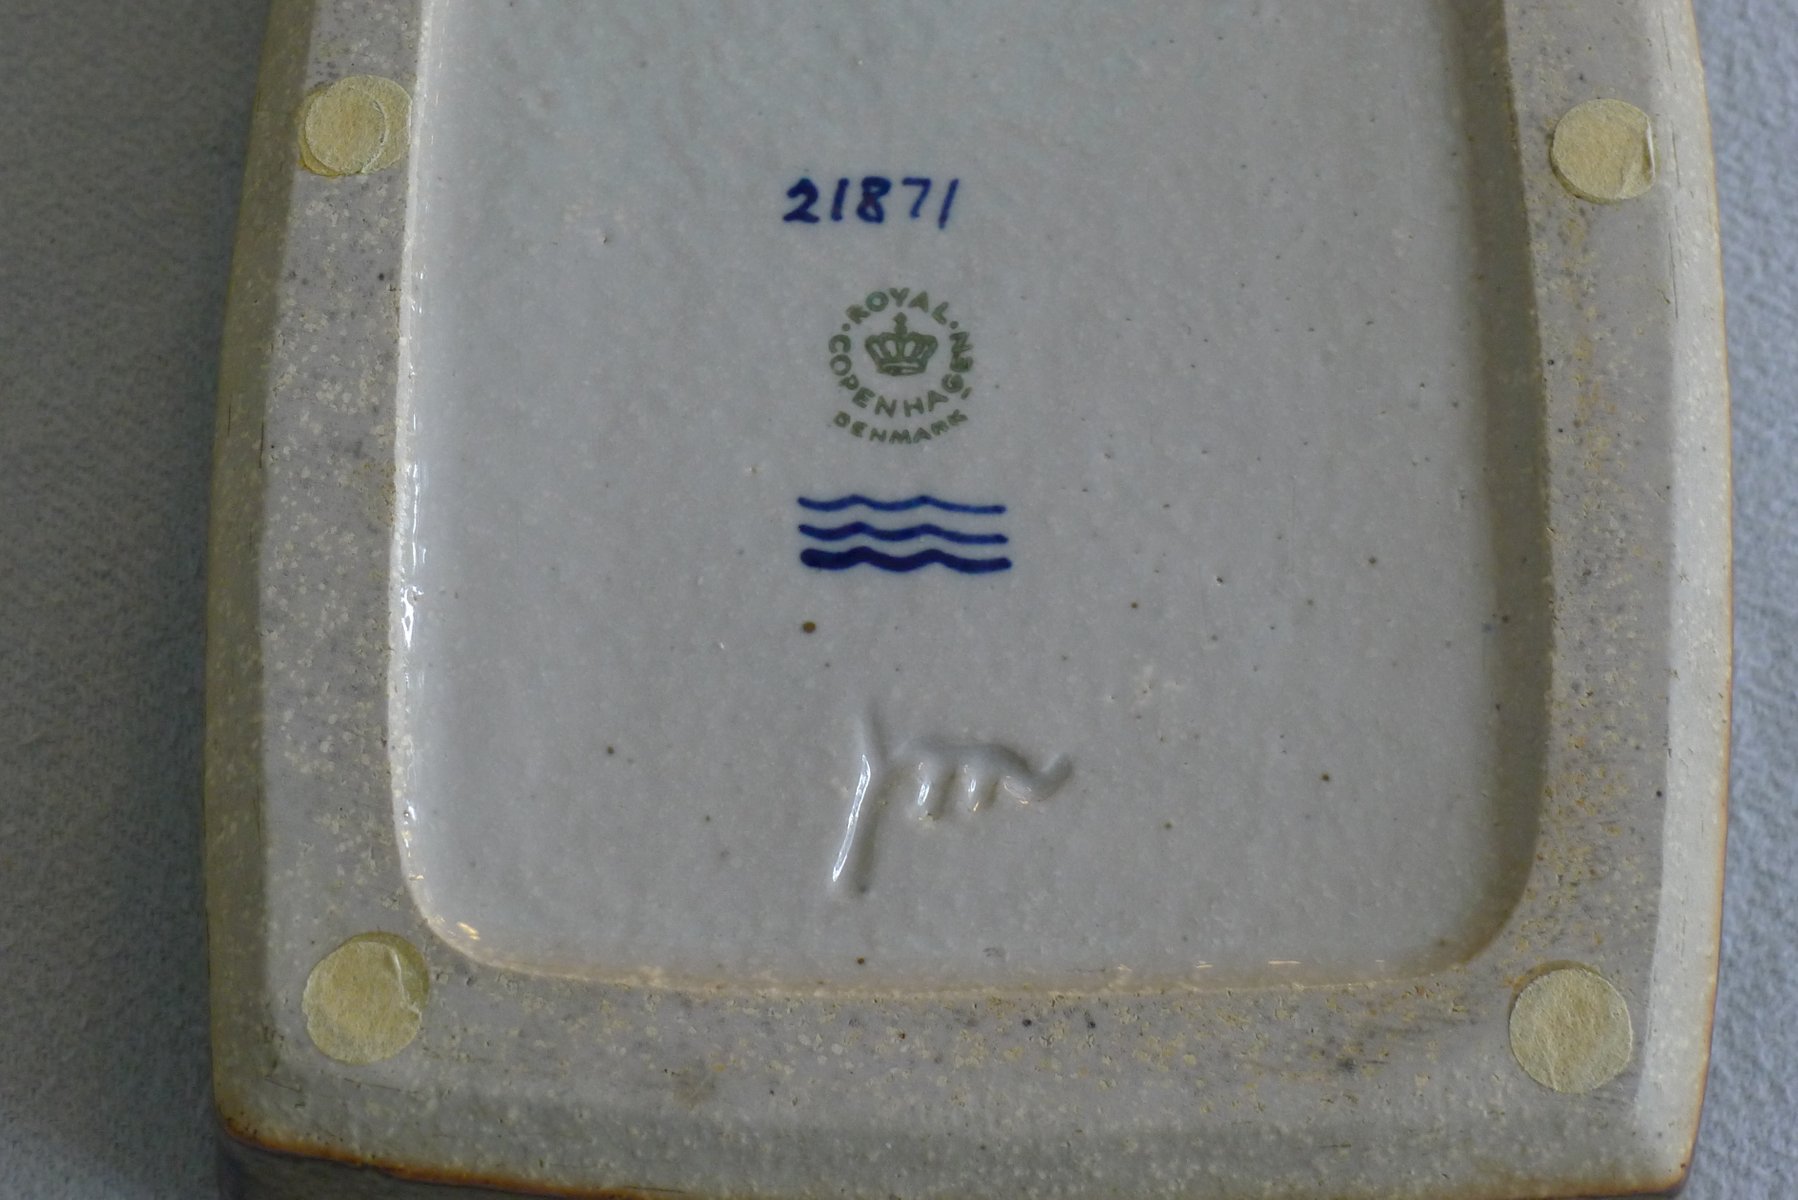 21871
ROYAL
COPENHAGEN
DENMARK